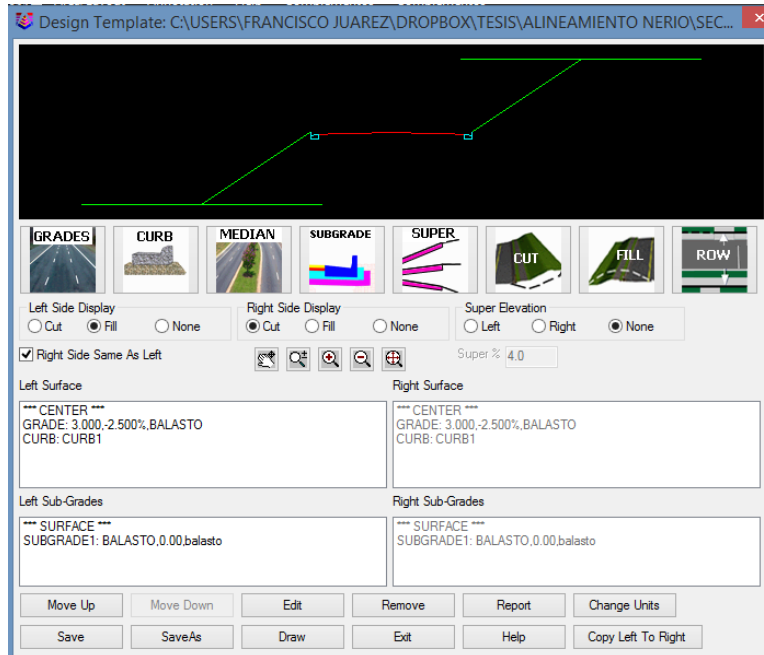 Design Template: C:\USERS\FRANCISCO JUAREZ\DROPBOX\TESIS\ALINEAMIENTO NERIO\SEC...
GRADES CURB MEDIAN SUBGRADE SUPER CUT FILL ROW
Left Side Display Right Side Display Super Elevation
Cut Fill None Cut Fill None Left Right None
Right Side Same As Left Super % 4.0
Left Surface Right Surface
*** CENTER *** *** CENTER ***
GRADE: 3.000,-2.500%,BALASTO GRADE: 3.000,-2.500%,BALASTO
CURB: CURB1 CURB: CURB1
Left Sub-Grades Right Sub-Grades
*** SURFACE *** *** SURFACE ***
SUBGRADE1: BALASTO,0.00,balasto SUBGRADE1: BALASTO,0.00,balasto
Move Up Move Down Edit Remove Report Change Units
Save SaveAs Draw Exit Help Copy Left To Right